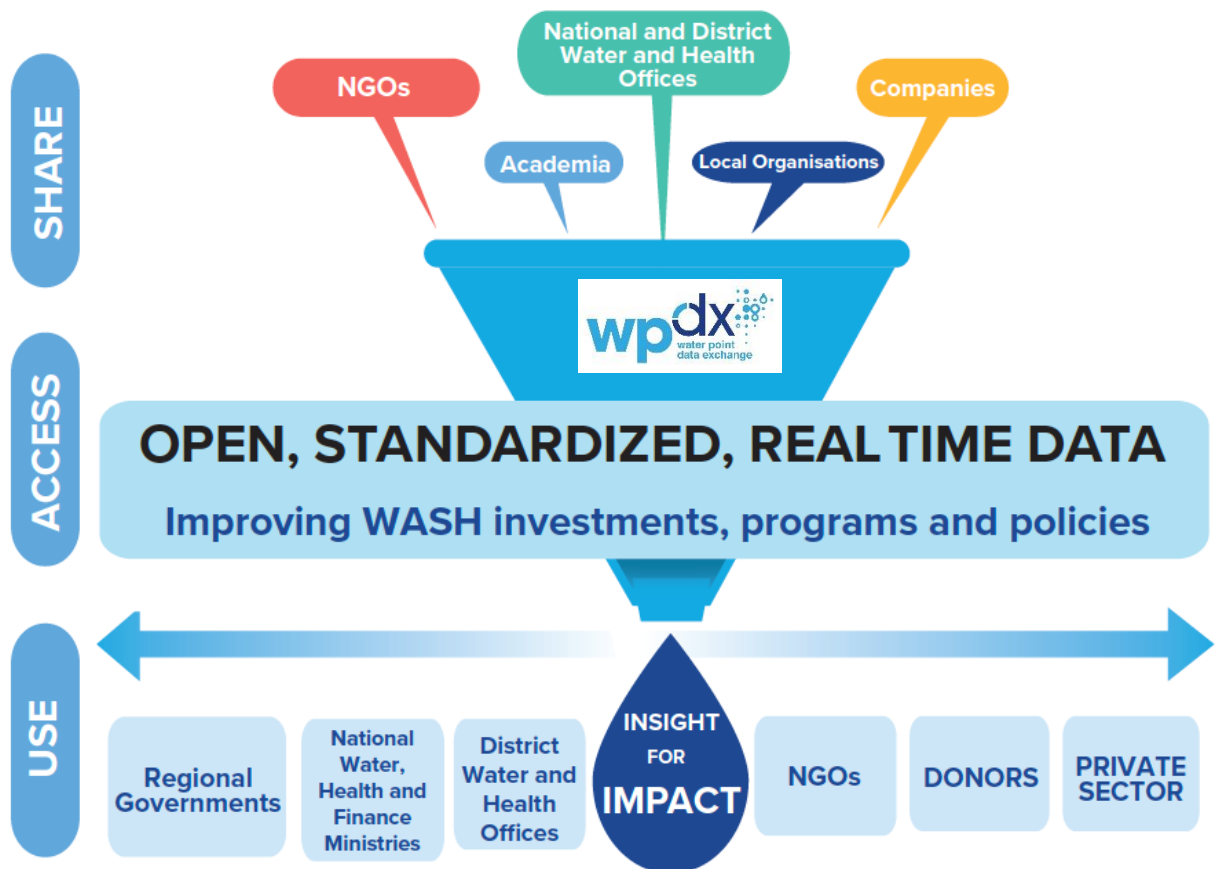 SHARE
NGOs
National and District
Water and Health
Offices
Companies
Academia
Local Organisations
wpdx
water point
data exchange
ACCESS
OPEN, STANDARDIZED, REAL TIME DATA
Improving WASH investments, programs and policies
USE
Regional
Governments
National
Water,
Health and
Finance
Ministries
District
Water and
Health
Offices
INSIGHT
FOR
IMPACT
NGOs
DONORS
PRIVATE
SECTOR